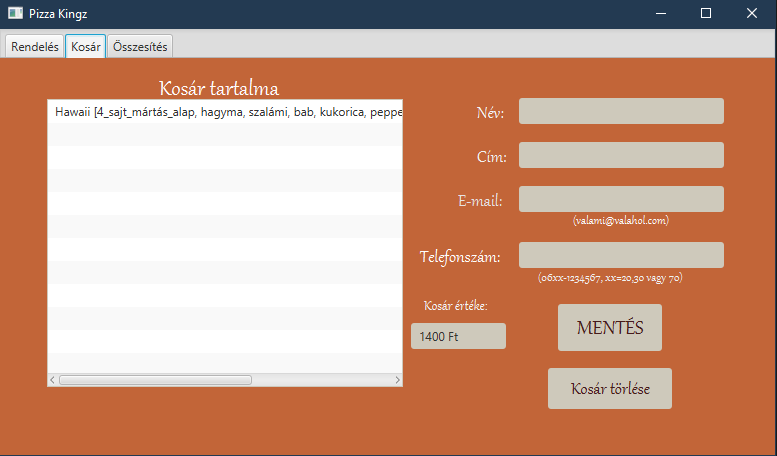 Pizza Kingz
Rendelés Kosár Összesítés
Kosár tartalma
Hawaii [4_sajt_mártás_alap, hagyma, szalámi, bab, kukorica, peppe
Név:
Cím:
E-mail:
(valami@valahol.com)
Telefonszám:
(06xx-1234567, xx=20,30 vagy 70)
Kosár értéke:
1400 Ft
MENTÉS
Kosár törlése